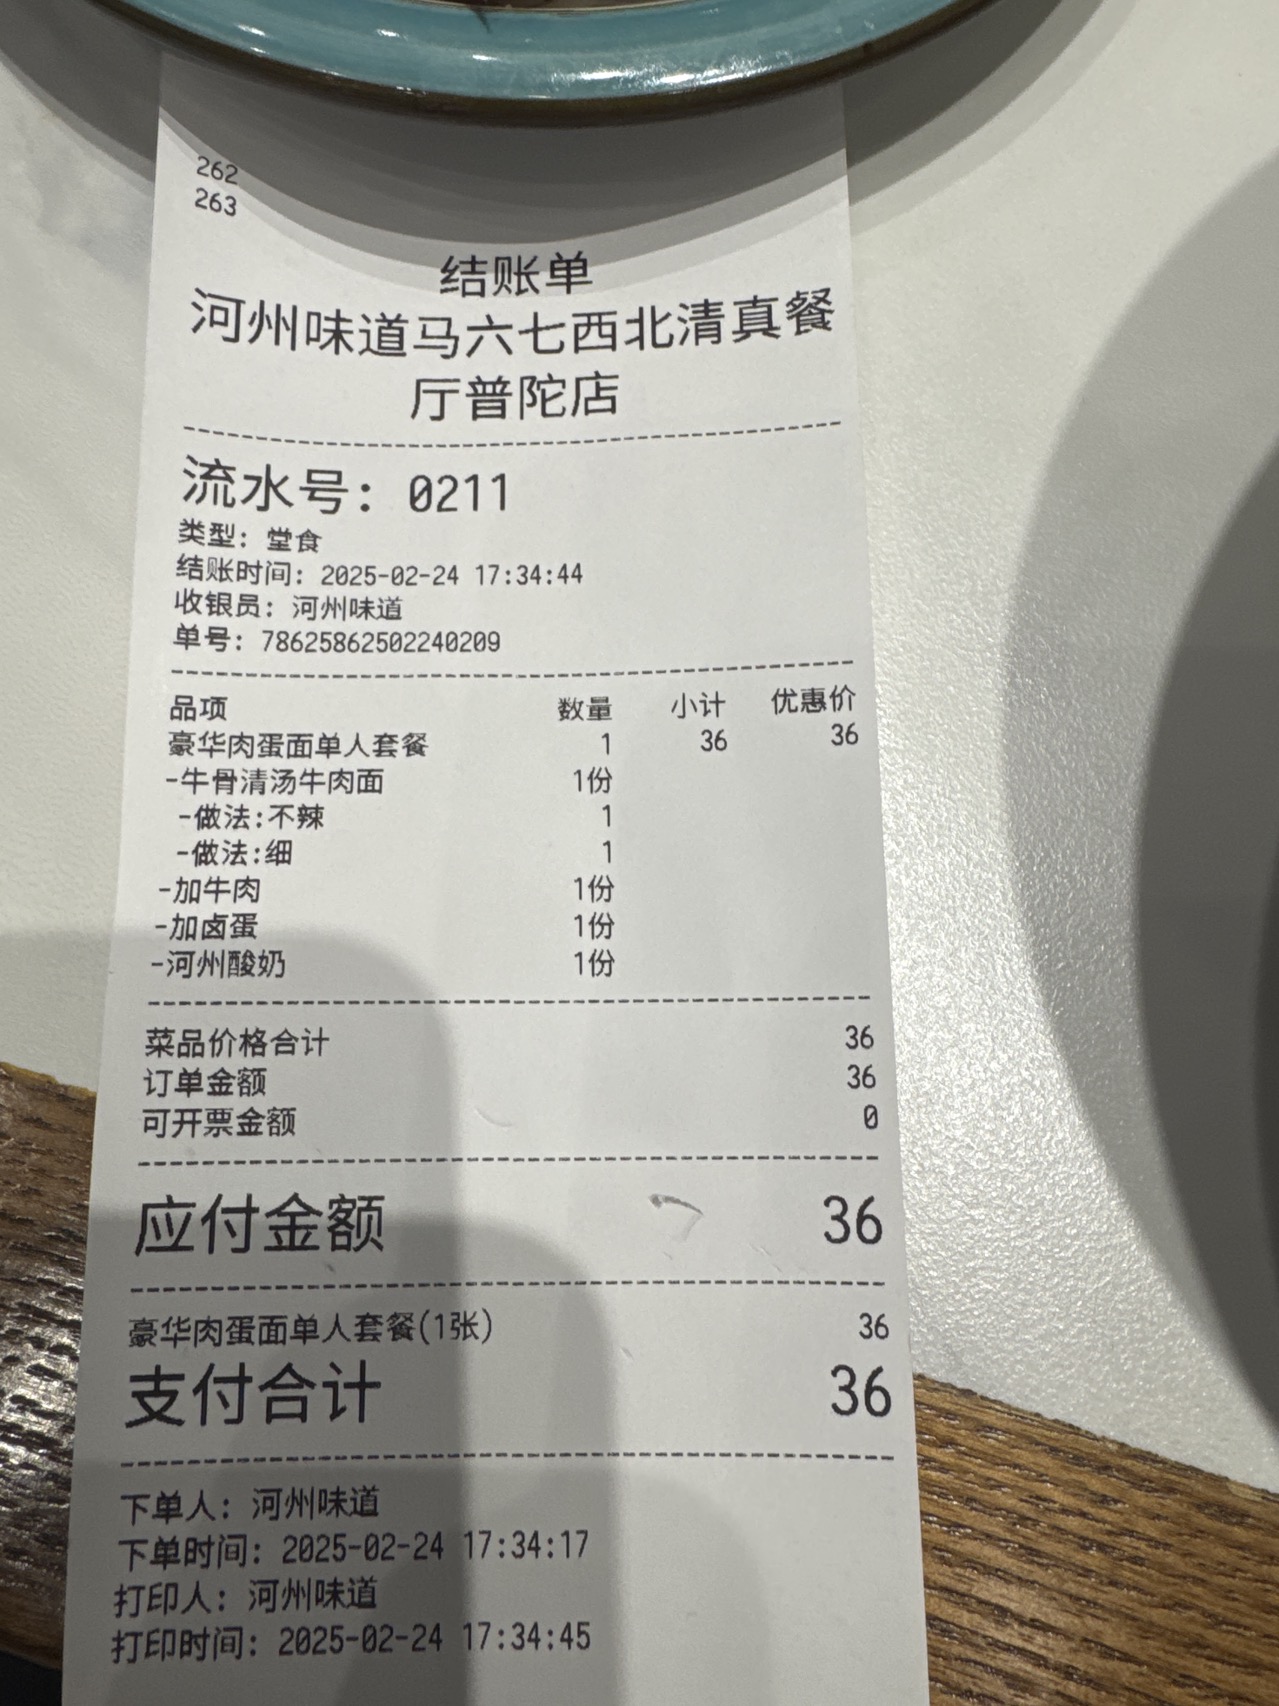 262
263
结账单
河州味道马六七西北清真餐
厅普陀店
流水号: 0211
类型: 堂食
结账时间: 2025-02-24 17:34:44
收银员: 河州味道
单号: 78625862502240209
品项 数量 小计 优惠价
豪华肉蛋面单人套餐 1 36 36
-牛骨清汤牛肉面 1份
-做法:不辣 1
-做法:细 1
-加牛肉 1份
-加卤蛋 1份
-河州酸奶 1份
菜品价格合计 36
订单金额 36
可开票金额 0
应付金额 36
豪华肉蛋面单人套餐(1张) 36
支付合计 36
下单人: 河州味道
下单时间: 2025-02-24 17:34:17
打印人: 河州味道
打印时间: 2025-02-24 17:34:45